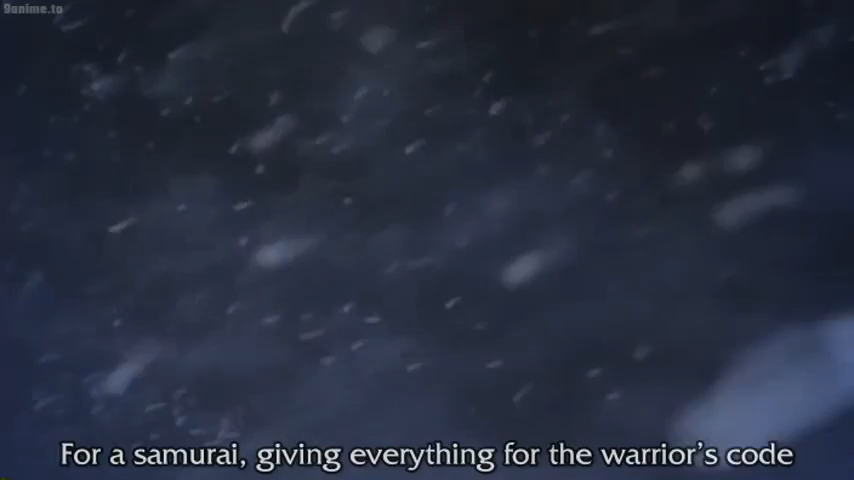 9anime.to
For a samurai, giving everything for the warrior's code